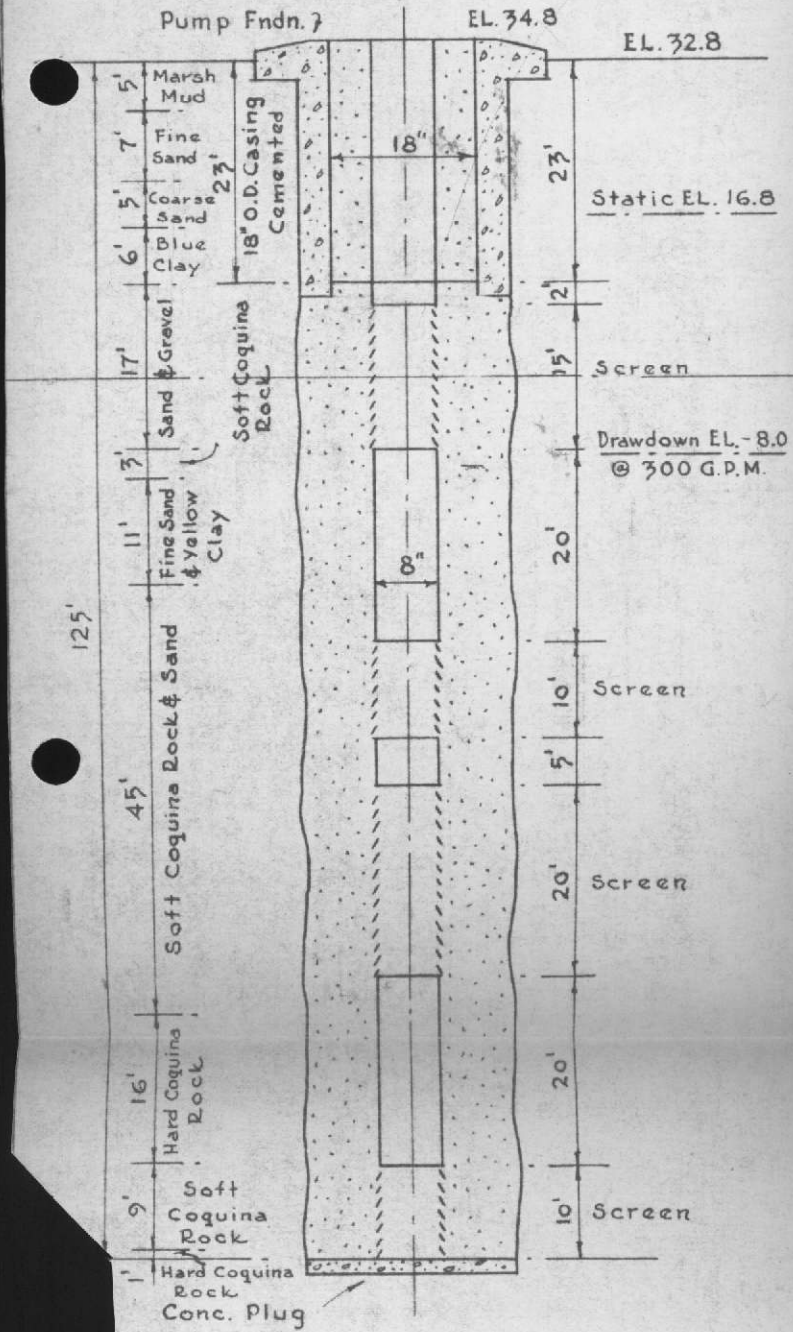 Pump Fndn.
EL. 34.8
EL. 32.8
5'
Marsh
Mud
7'
Fine
Sand
5'
Coarse
Sand
6'
Blue
Clay
23'
18" O.D. Casing
Cemented
18"
23'
Static EL. 16.8
2'
17'
Sand & Gravel
Soft Coquina
Rock
15'
Screen
3'
Drawdown EL. - 8.0
@ 300 G.P.M.
11'
Fine Sand
& Yellow
Clay
8"
20'
125'
10'
Screen
5'
45'
Soft Coquina Rock & Sand
20'
Screen
16'
Hard Coquina
Rock
20'
9'
Soft
Coquina
Rock
10'
Screen
1'
Hard Coquina
Rock
Conc. Plug